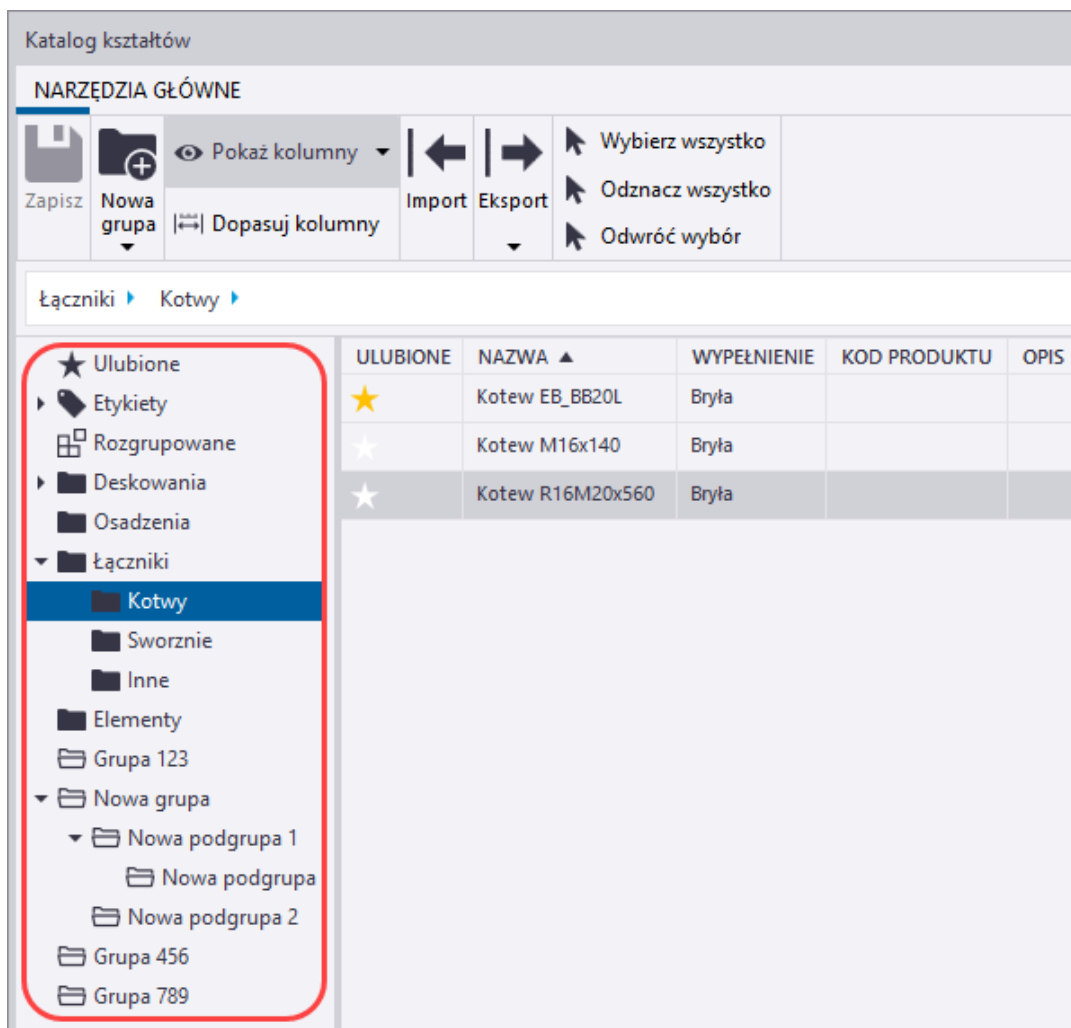 Katalog kształtów
NARZĘDZIA GŁÓWNE
Zapisz
Nowa
grupa
Pokaż kolumny
Dopasuj kolumny
Import
Eksport
Wybierz wszystko
Odznacz wszystko
Odwróć wybór
Łączniki Kotwy
Ulubione
Etykiety
Rozgrupowane
Deskowania
Osadzenia
Łączniki
Kotwy
Sworznie
Inne
Elementy
Grupa 123
Nowa grupa
Nowa podgrupa 1
Nowa podgrupa
Nowa podgrupa 2
Grupa 456
Grupa 789
ULUBIONE NAZWA WYPEŁNIENIE KOD PRODUKTU OPIS
Kotew EB_BB20L Bryła
Kotew M16x140 Bryła
Kotew R16M20x560 Bryła